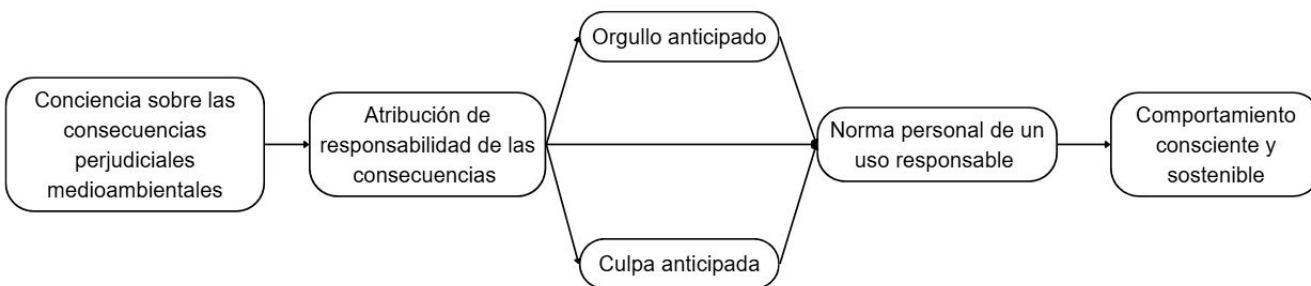 Conciencia sobre las
consecuencias
perjudiciales
medioambientales
Atribución de
responsabilidad de las
consecuencias
Orgullo anticipado
Culpa anticipada
Norma personal de un
uso responsable
Comportamiento
consciente y
sostenible